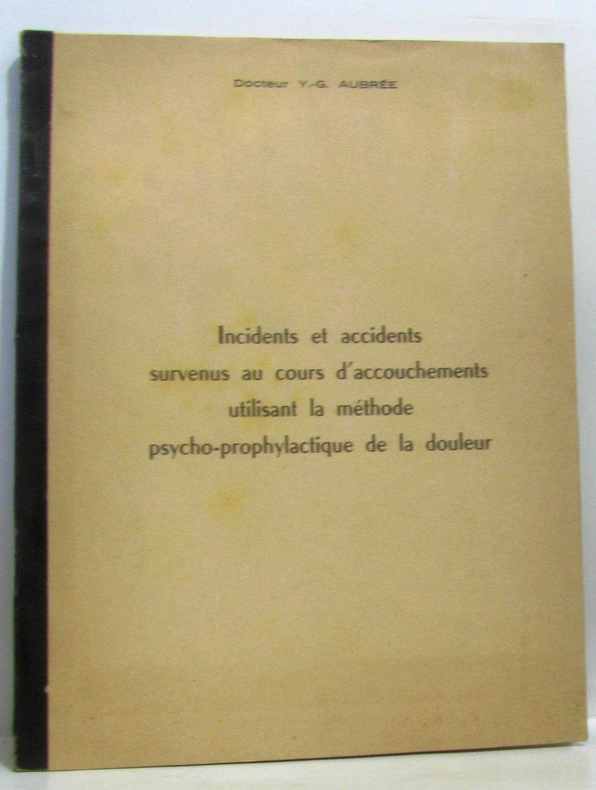 Docteur Y.-G. AUBRÉE
Incidents et accidents
survenus au cours d'accouchements
utilisant la méthode
psycho-prophylactique de la douleur